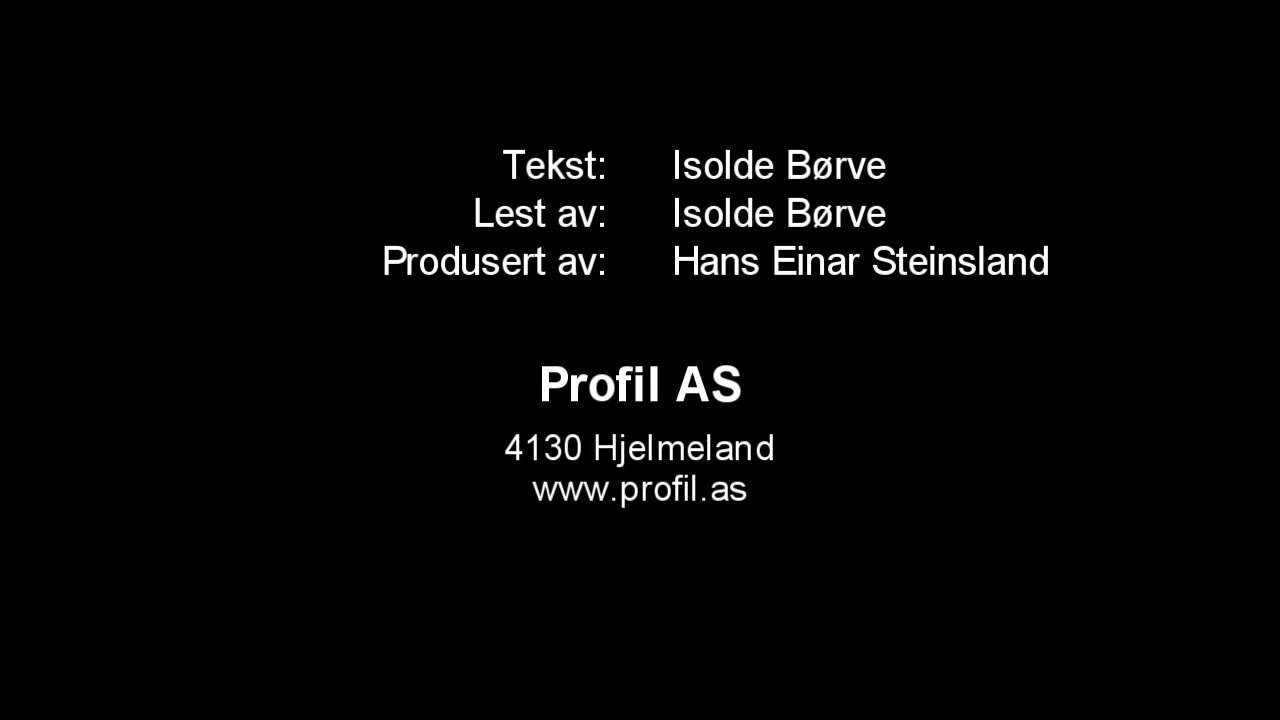 Tekst: Isolde Børve
Lest av: Isolde Børve
Produsert av: Hans Einar Steinsland
Profil AS
4130 Hjelmeland
www.profil.as